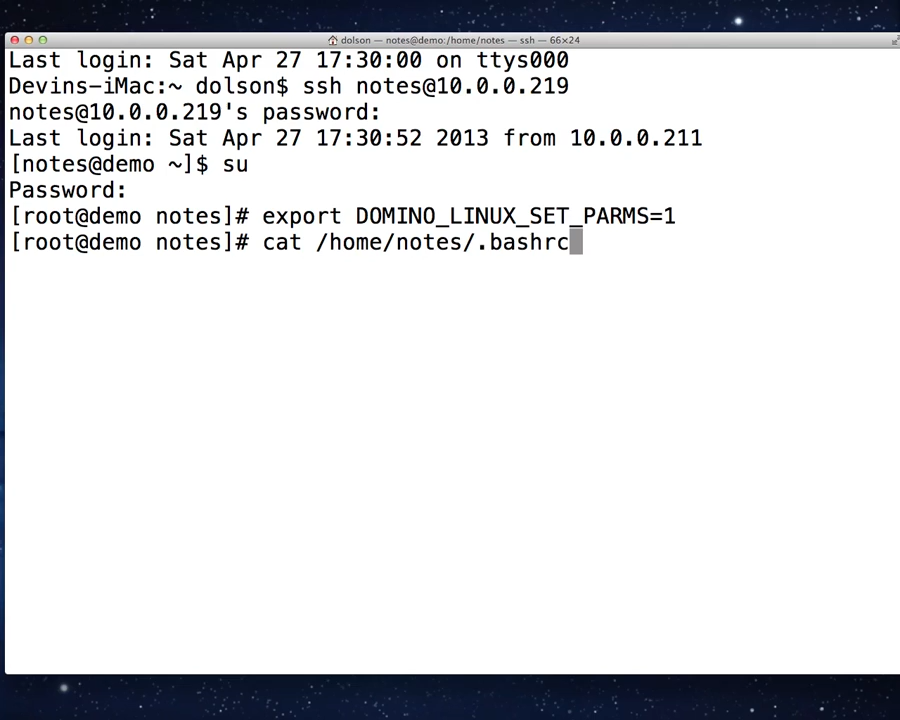 dolson — notes@demo:/home/notes — ssh — 66×24
Last login: Sat Apr 27 17:30:00 on ttys000
Devins-iMac:~ dolson$ ssh notes@10.0.0.219
notes@10.0.0.219's password:
Last login: Sat Apr 27 17:30:52 2013 from 10.0.0.211
[notes@demo ~]$ su
Password:
[root@demo notes]# export DOMINO_LINUX_SET_PARMS=1
[root@demo notes]# cat /home/notes/.bashrc